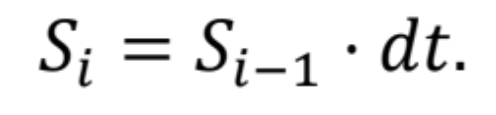 Sᵢ = Sᵢ₋₁ · dt.